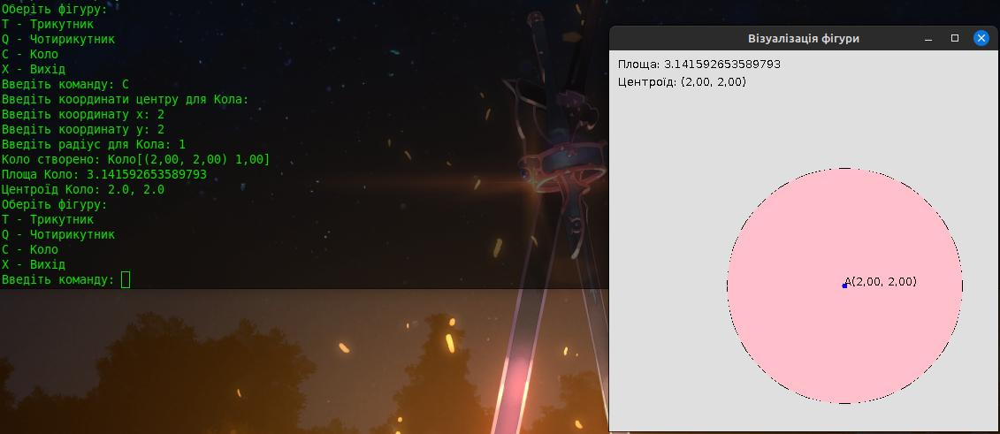 Оберіть фігуру:
T - Трикутник
Q - Чотирикутник
C - Коло
X - Вихід
Введіть команду: C
Введіть координати центру для Кола:
Введіть координату x: 2
Введіть координату y: 2
Введіть радіус для Кола: 1
Коло створено: Коло[(2,00, 2,00) 1,00]
Площа Коло: 3.141592653589793
Центроїд Коло: 2.0, 2.0
Оберіть фігуру:
T - Трикутник
Q - Чотирикутник
C - Коло
X - Вихід
Введіть команду:
Візуалізація фігури
Площа: 3.141592653589793
Центроїд: (2,00, 2,00)
A(2,00, 2,00)